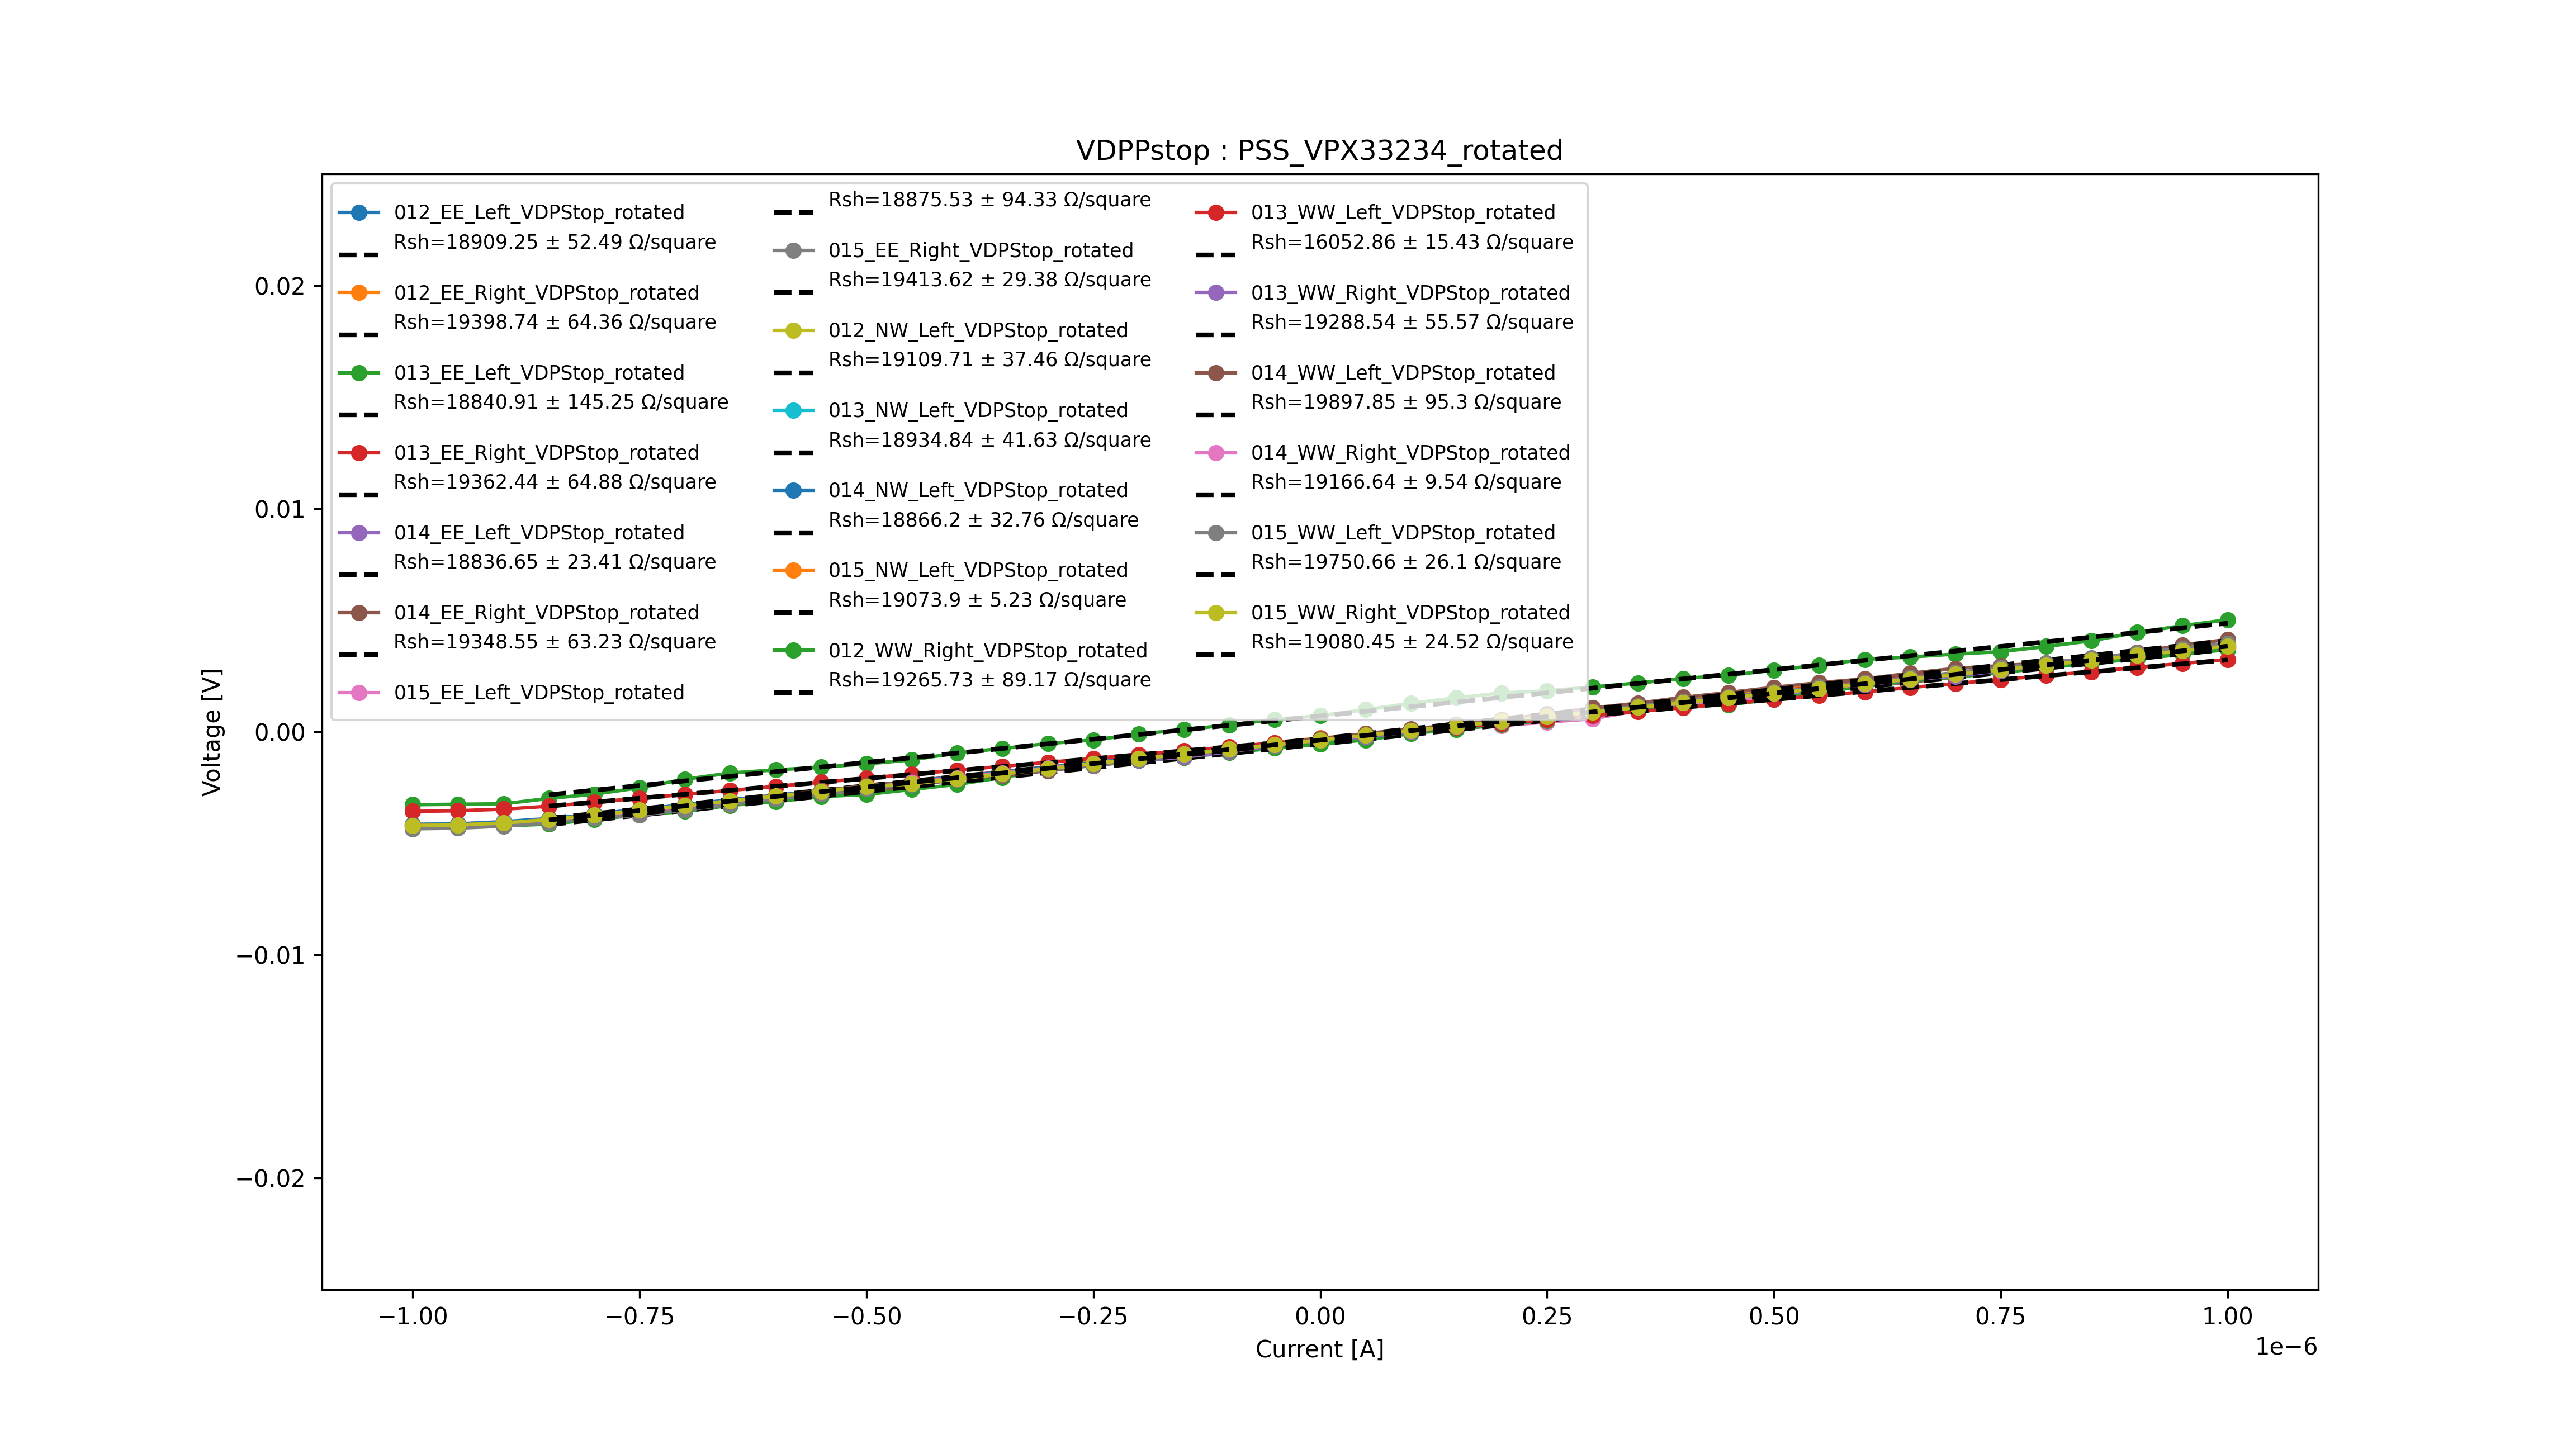 VDPPstop : PSS_VPX33234_rotated
012_EE_Left_VDPStop_rotated
Rsh=18909.25 ± 52.49 Ω/square
012_EE_Right_VDPStop_rotated
Rsh=19398.74 ± 64.36 Ω/square
013_EE_Left_VDPStop_rotated
Rsh=18840.91 ± 145.25 Ω/square
013_EE_Right_VDPStop_rotated
Rsh=19362.44 ± 64.88 Ω/square
014_EE_Left_VDPStop_rotated
Rsh=18836.65 ± 23.41 Ω/square
014_EE_Right_VDPStop_rotated
Rsh=19348.55 ± 63.23 Ω/square
015_EE_Left_VDPStop_rotated
Rsh=18875.53 ± 94.33 Ω/square
015_EE_Right_VDPStop_rotated
Rsh=19413.62 ± 29.38 Ω/square
012_NW_Left_VDPStop_rotated
Rsh=19109.71 ± 37.46 Ω/square
013_NW_Left_VDPStop_rotated
Rsh=18934.84 ± 41.63 Ω/square
014_NW_Left_VDPStop_rotated
Rsh=18866.2 ± 32.76 Ω/square
015_NW_Left_VDPStop_rotated
Rsh=19073.9 ± 5.23 Ω/square
012_WW_Right_VDPStop_rotated
Rsh=19265.73 ± 89.17 Ω/square
013_WW_Left_VDPStop_rotated
Rsh=16052.86 ± 15.43 Ω/square
013_WW_Right_VDPStop_rotated
Rsh=19288.54 ± 55.57 Ω/square
014_WW_Left_VDPStop_rotated
Rsh=19897.85 ± 95.3 Ω/square
014_WW_Right_VDPStop_rotated
Rsh=19166.64 ± 9.54 Ω/square
015_WW_Left_VDPStop_rotated
Rsh=19750.66 ± 26.1 Ω/square
015_WW_Right_VDPStop_rotated
Rsh=19080.45 ± 24.52 Ω/square
Voltage [V]
0.02
0.01
0.00
−0.01
−0.02
−1.00 −0.75 −0.50 −0.25 0.00 0.25 0.50 0.75 1.00
1e−6
Current [A]